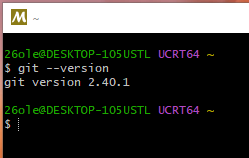 M ~
26ole@DESKTOP-105USTL UCRT64 ~
$ git --version
git version 2.40.1
26ole@DESKTOP-105USTL UCRT64 ~
$